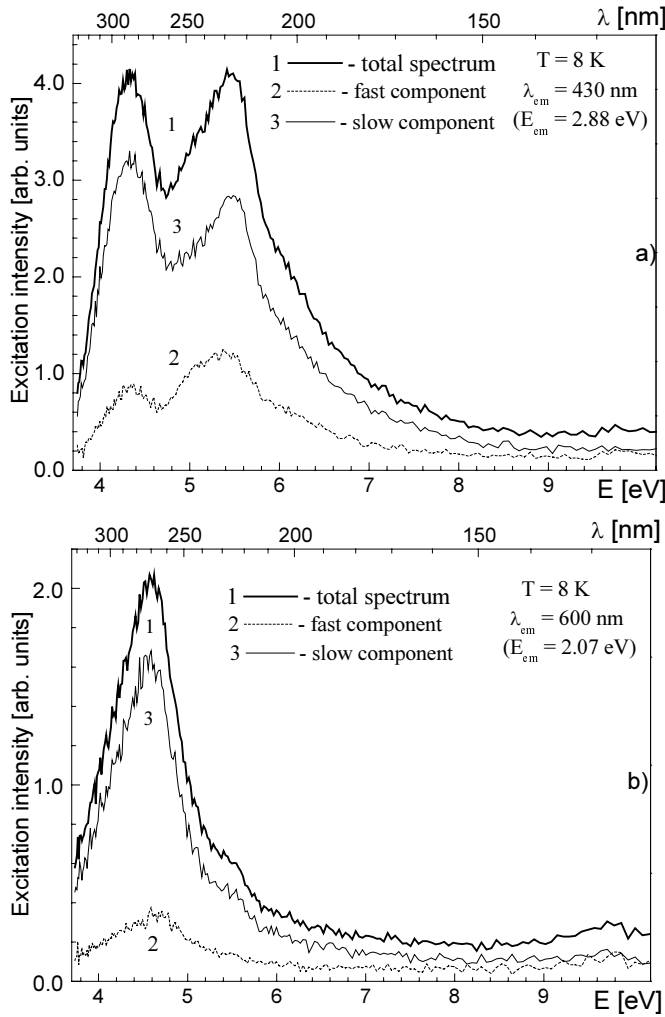 300 250 200 150 λ [nm]
4.0
3.0
2.0
1.0
0.0
Excitation intensity [arb. units]
1 - total spectrum
2 - fast component
3 - slow component
T = 8 K
λem = 430 nm
(Eem = 2.88 eV)
1
3
2
a)
4 5 6 7 8 9 E [eV]
300 250 200 150 λ [nm]
2.0
1.0
0.0
Excitation intensity [arb. units]
1 - total spectrum
2 - fast component
3 - slow component
T = 8 K
λem = 600 nm
(Eem = 2.07 eV)
1
3
2
b)
4 5 6 7 8 9 E [eV]